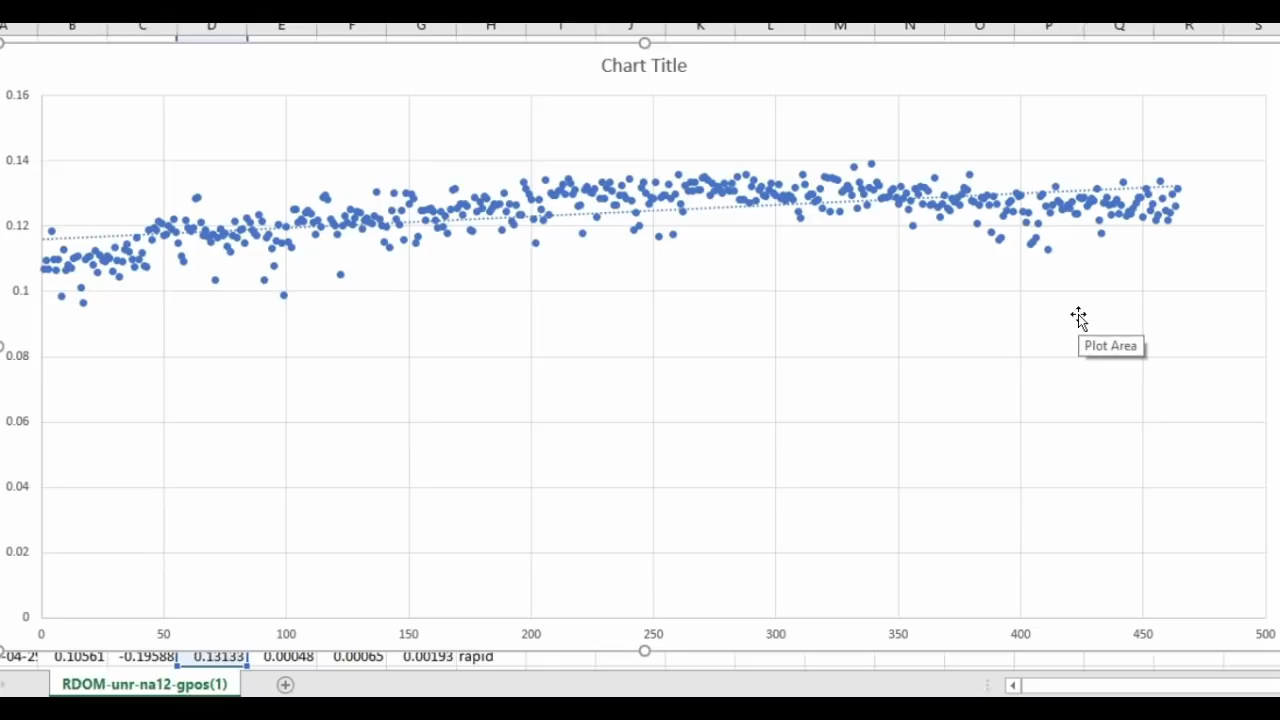 A B C D E F G H I J K L M N O P Q R S
Chart Title
0.16
0.14
0.12
0.1
0.08
Plot Area
0.06
0.04
0.02
0
0 50 100 150 200 250 300 350 400 450 500
0.10561 -0.19588 0.13133 0.00048 0.00065 0.00193 rapid
RDOM-unr-na12-gpos(1)